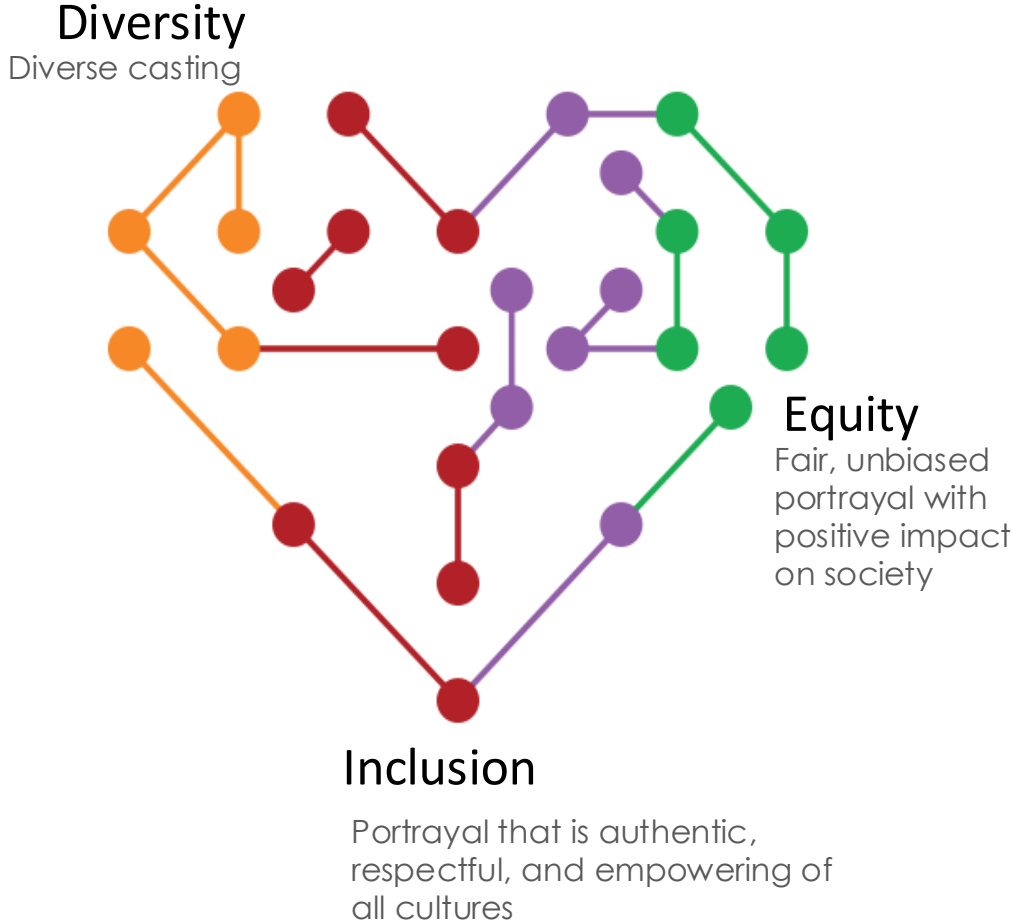 Diversity
Diverse casting
Equity
Fair, unbiased
portrayal with
positive impact
on society
Inclusion
Portrayal that is authentic,
respectful, and empowering of
all cultures